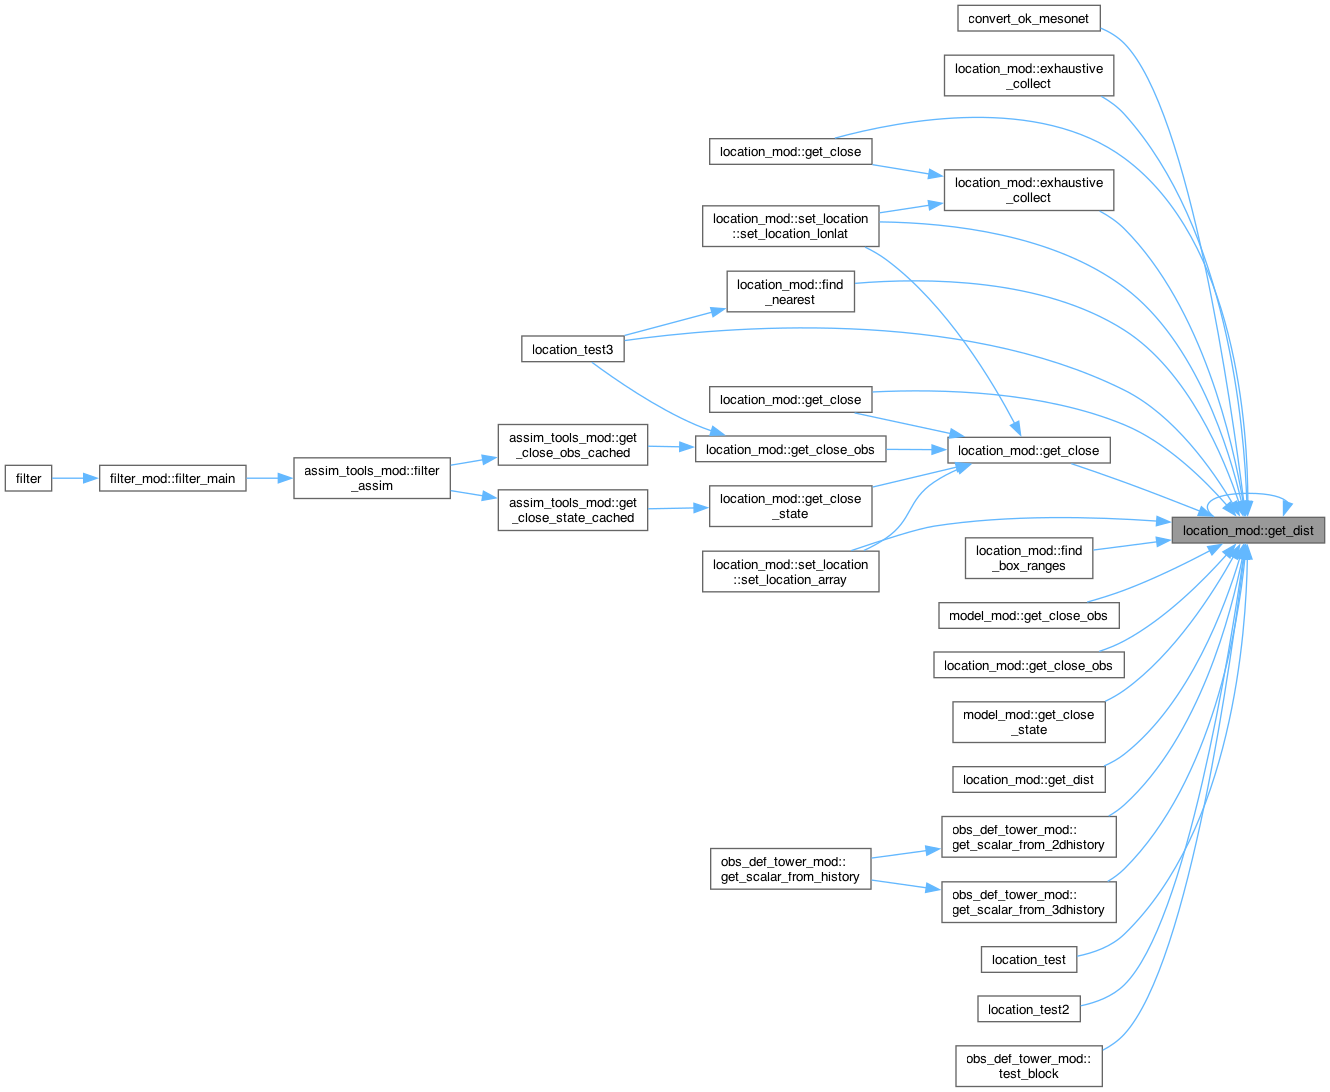 convert_ok_mesonet
location_mod::exhaustive
_collect
location_mod::get_close
location_mod::exhaustive
_collect
location_mod::set_location
::set_location_lonlat
location_mod::find
_nearest
location_test3
location_mod::get_close
assim_tools_mod::get
_close_obs_cached
location_mod::get_close_obs
location_mod::get_close
filter
filter_mod::filter_main
assim_tools_mod::filter
_assim
assim_tools_mod::get
_close_state_cached
location_mod::get_close
_state
location_mod::get_dist
location_mod::set_location
::set_location_array
location_mod::find
_box_ranges
model_mod::get_close_obs
location_mod::get_close_obs
model_mod::get_close
_state
location_mod::get_dist
obs_def_tower_mod::
get_scalar_from_2dhistory
obs_def_tower_mod::
get_scalar_from_history
obs_def_tower_mod::
get_scalar_from_3dhistory
location_test
location_test2
obs_def_tower_mod::
test_block